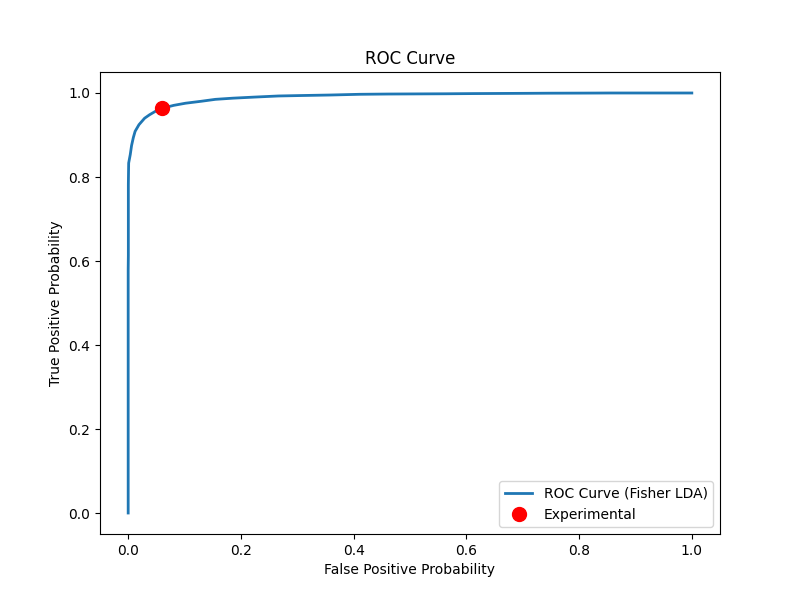 ROC Curve
1.0
0.8
0.6
0.4
0.2
0.0
True Positive Probability
0.0 0.2 0.4 0.6 0.8 1.0
False Positive Probability
ROC Curve (Fisher LDA)
Experimental